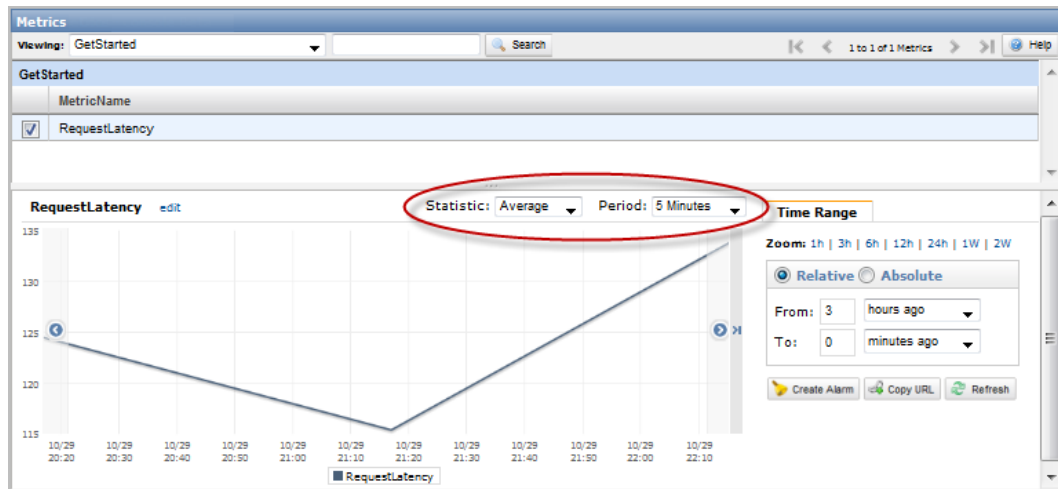 Metrics
Viewing: GetStarted Search 1 to 1 of 1 Metrics Help
GetStarted
MetricName
RequestLatency
RequestLatency edit Statistic: Average Period: 5 Minutes
Time Range
Zoom: 1h | 3h | 6h | 12h | 24h | 1W | 2W
Relative Absolute
From: 3 hours ago
To: 0 minutes ago
Create Alarm Copy URL Refresh
135
130
125
120
115
10/29 10/29 10/29 10/29 10/29 10/29 10/29 10/29 10/29 10/29 10/29 10/29
20:20 20:30 20:40 20:50 21:00 21:10 21:20 21:30 21:40 21:50 22:00 22:10
RequestLatency